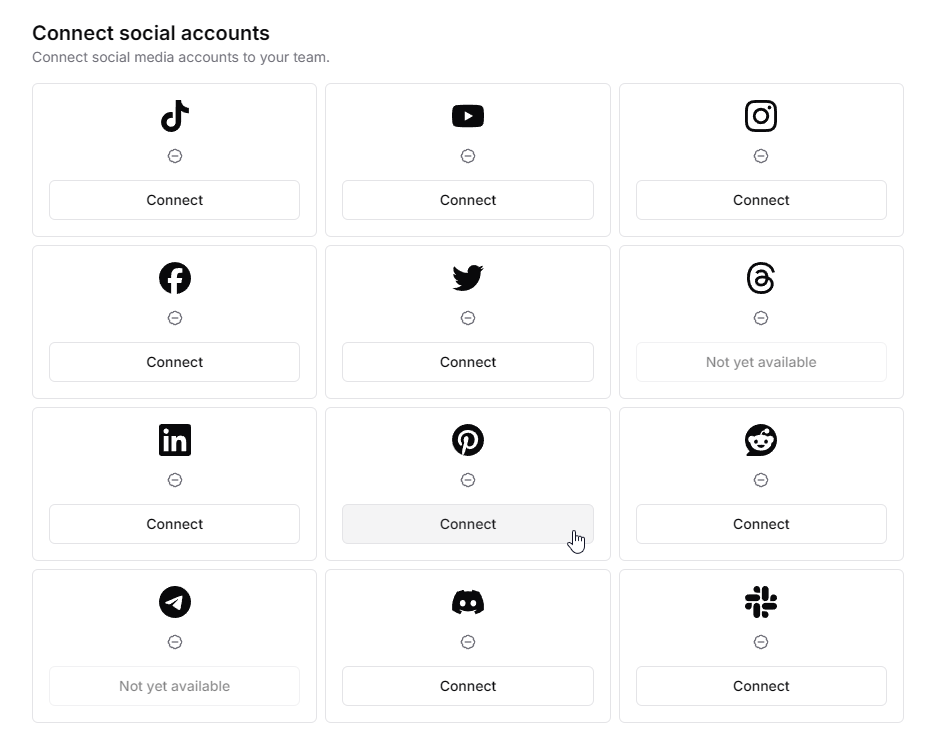 Connect social accounts
Connect social media accounts to your team.
Connect
Connect
Connect
Connect
Connect
Not yet available
in
Connect
Connect
Connect
Not yet available
Connect
Connect